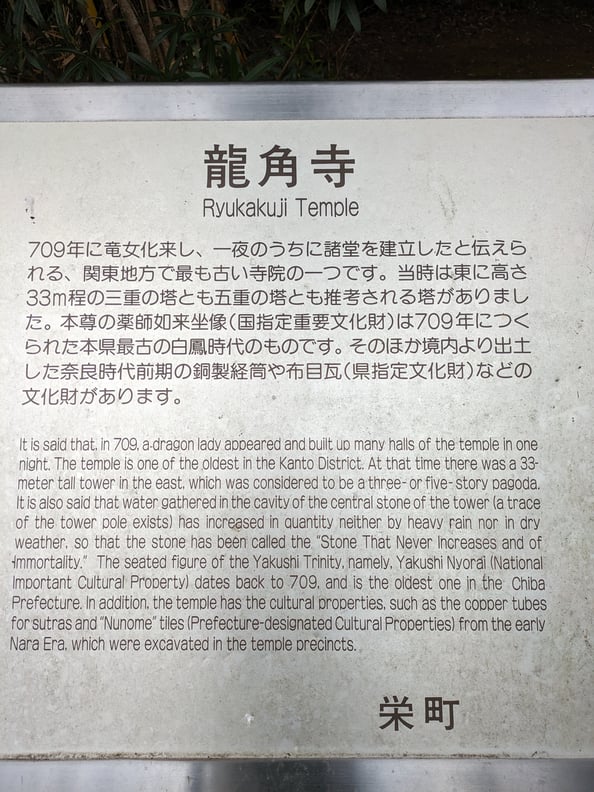 龍角寺
Ryukakuji Temple
709年に竜女化来し、一夜のうちに諸堂を建立したと伝えら
れる、関東地方で最も古い寺院の一つです。当時は東に高さ
33m程の三重の塔とも五重の塔とも推考される塔がありまし
た。本尊の薬師如来坐像(国指定重要文化財)は709年につく
られた本県最古の白鳳時代のものです。そのほか境内より出土
した奈良時代前期の銅製経筒や布目瓦(県指定文化財)などの
文化財があります。
It is said that, in 709, a dragon lady appeared and built up many halls of the temple in one
night. The temple is one of the oldest in the Kanto District. At that time there was a 33-
meter tall tower in the east, which was considered to be a three- or five- story pagoda.
It is also said that water gathered in the cavity of the central stone of the tower (a trace
of the tower pole exists) has increased in quantity neither by heavy rain nor in dry
weather, so that the stone has been called the "Stone That Never Increases and of
Immortality." The seated figure of the Yakushi Trinity, namely, Yakushi Nyorai (National
Important Cultural Property) dates back to 709, and is the oldest one in the Chiba
Prefecture. In addition, the temple has the cultural properties, such as the copper tubes
for sutras and "Nunome" tiles (Prefecture-designated Cultural Properties) from the early
Nara Era, which were excavated in the temple precincts.
栄町